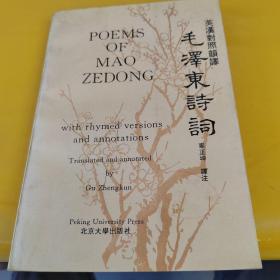 POEMS
OF
MAO
ZEDONG
with rhymed versions
and annotations
Translated and annotated
by
Gu Zhengkun
Peking University Press
北京大學出版社
英漢對照韻譯
毛澤東詩詞
辜正坤
譯注